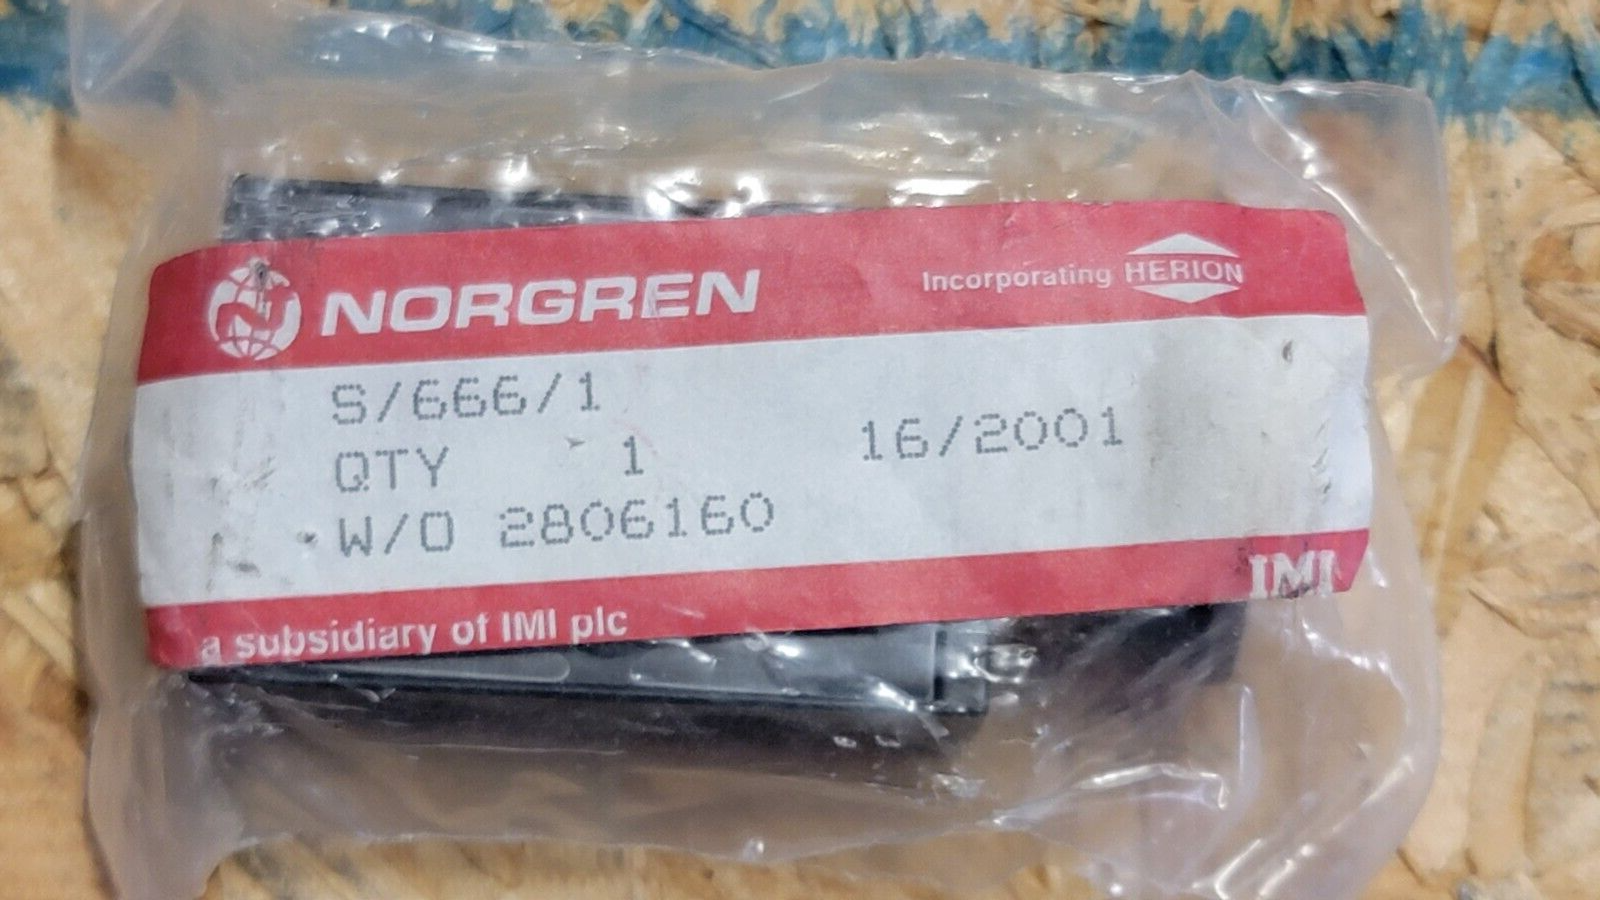 NORGREN
Incorporating HERION
S/666/1
QTY 1 16/2001
W/O 2806160
a subsidiary of IMI plc
IMI